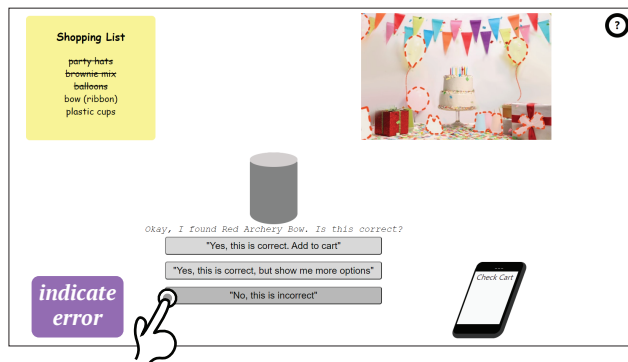 Shopping List
party hats
brownie mix
balloons
bow (ribbon)
plastic cups
?
Okay, I found Red Archery Bow. Is this correct?
"Yes, this is correct. Add to cart"
"Yes, this is correct, but show me more options"
"No, this is incorrect"
indicate
error
Check Cart